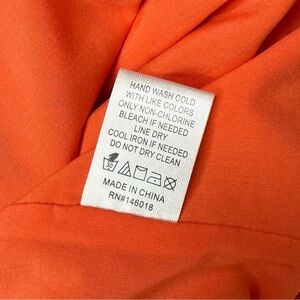 HAND WASH COLD
WITH LIKE COLORS
ONLY NON-CHLORINE
BLEACH IF NEEDED
LINE DRY
COOL IRON IF NEEDED
DO NOT DRY CLEAN
30
MADE IN CHINA
RN#146018